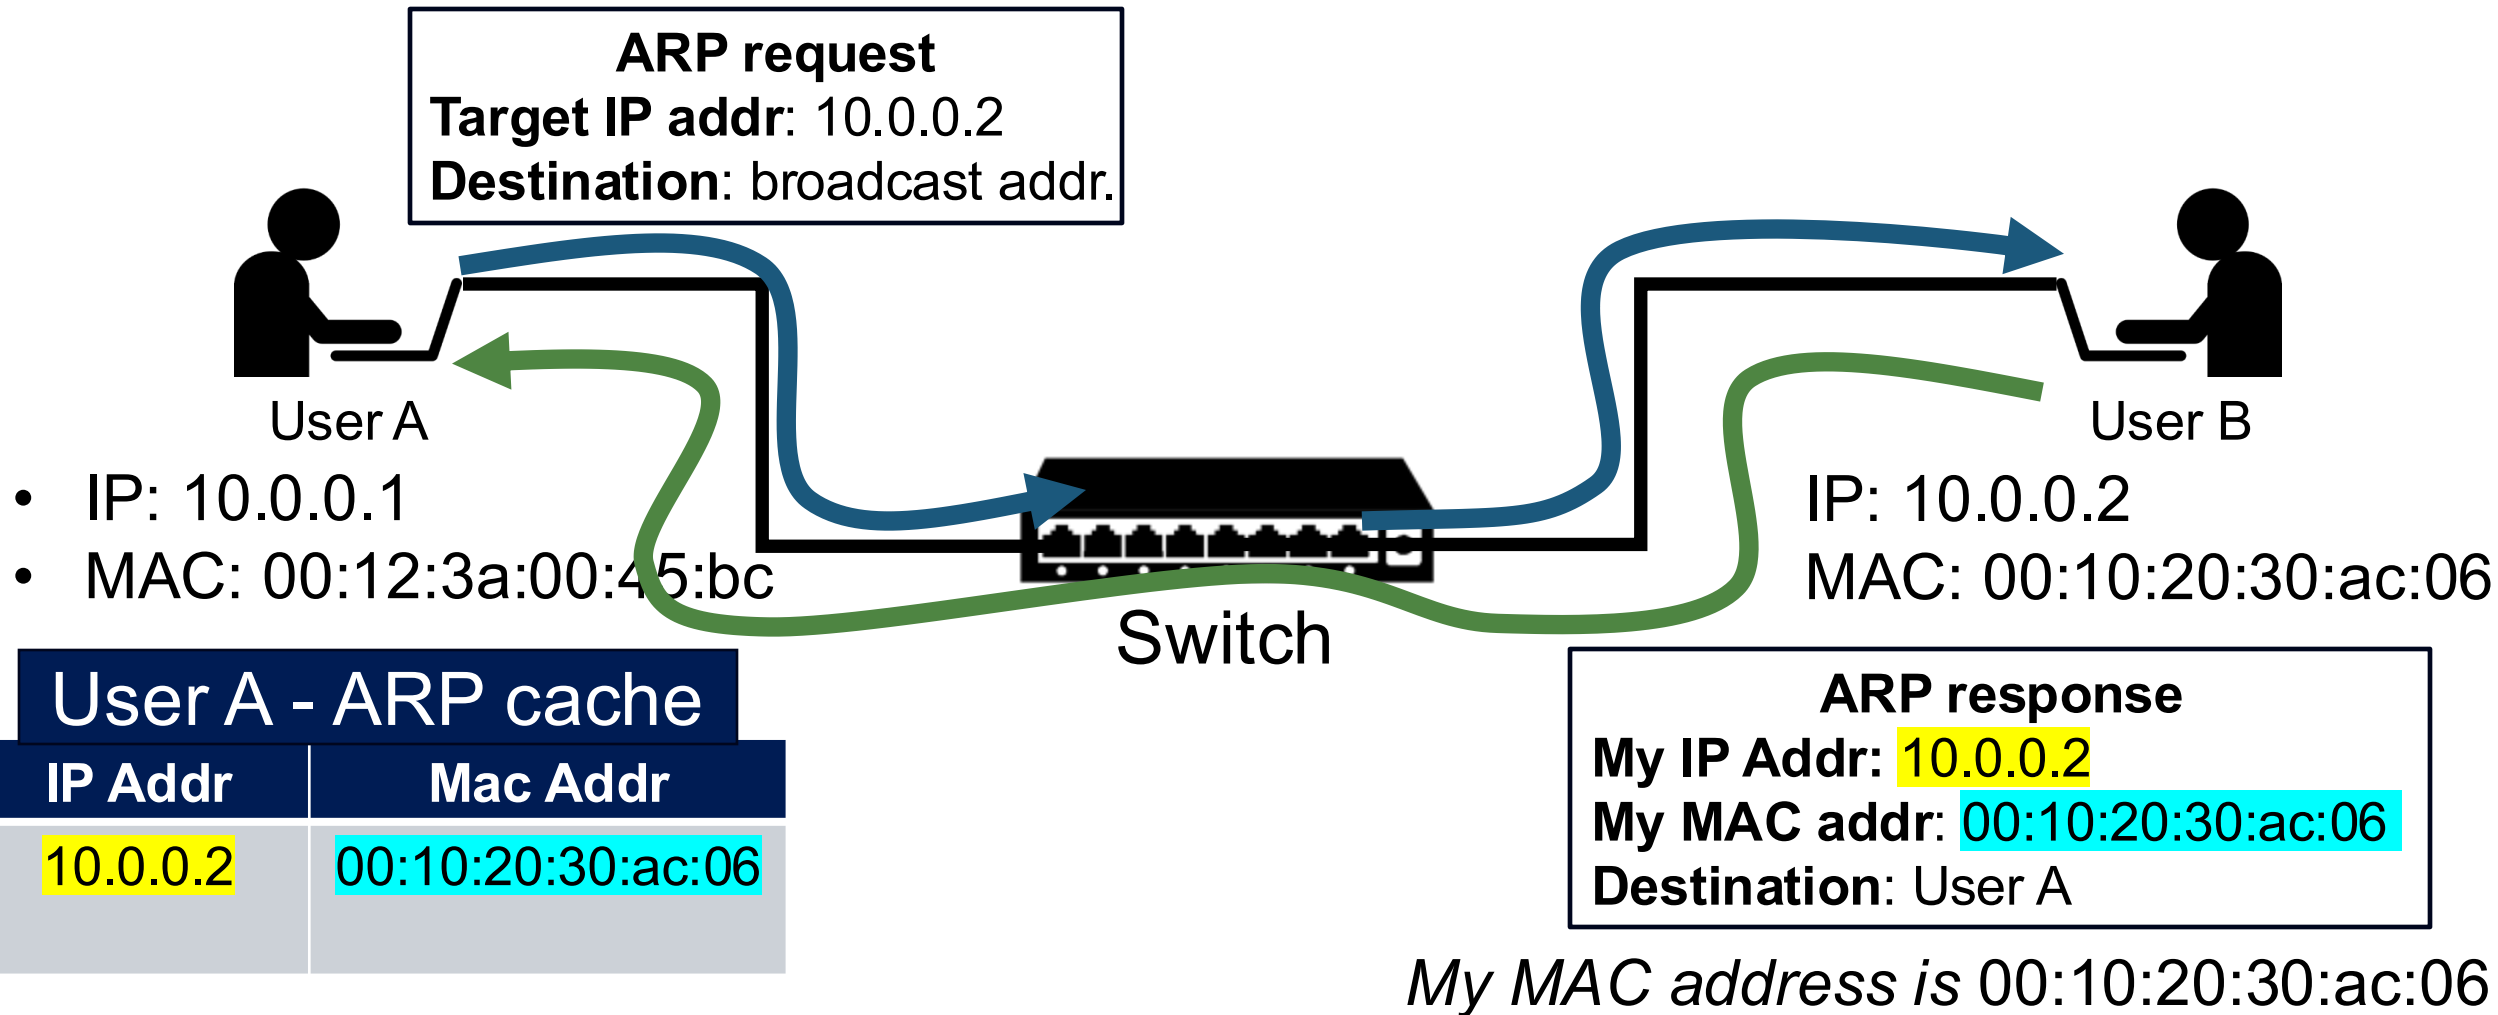 ARP request
Target IP addr: 10.0.0.2
Destination: broadcast addr.
User A
User B
• IP: 10.0.0.1
• MAC: 00:12:3a:00:45:bc
IP: 10.0.0.2
MAC: 00:10:20:30:ac:06
Switch
User A - ARP cache
IP Addr Mac Addr
10.0.0.2 00:10:20:30:ac:06
ARP response
My IP Addr: 10.0.0.2
My MAC addr: 00:10:20:30:ac:06
Destination: User A
My MAC address is 00:10:20:30:ac:06